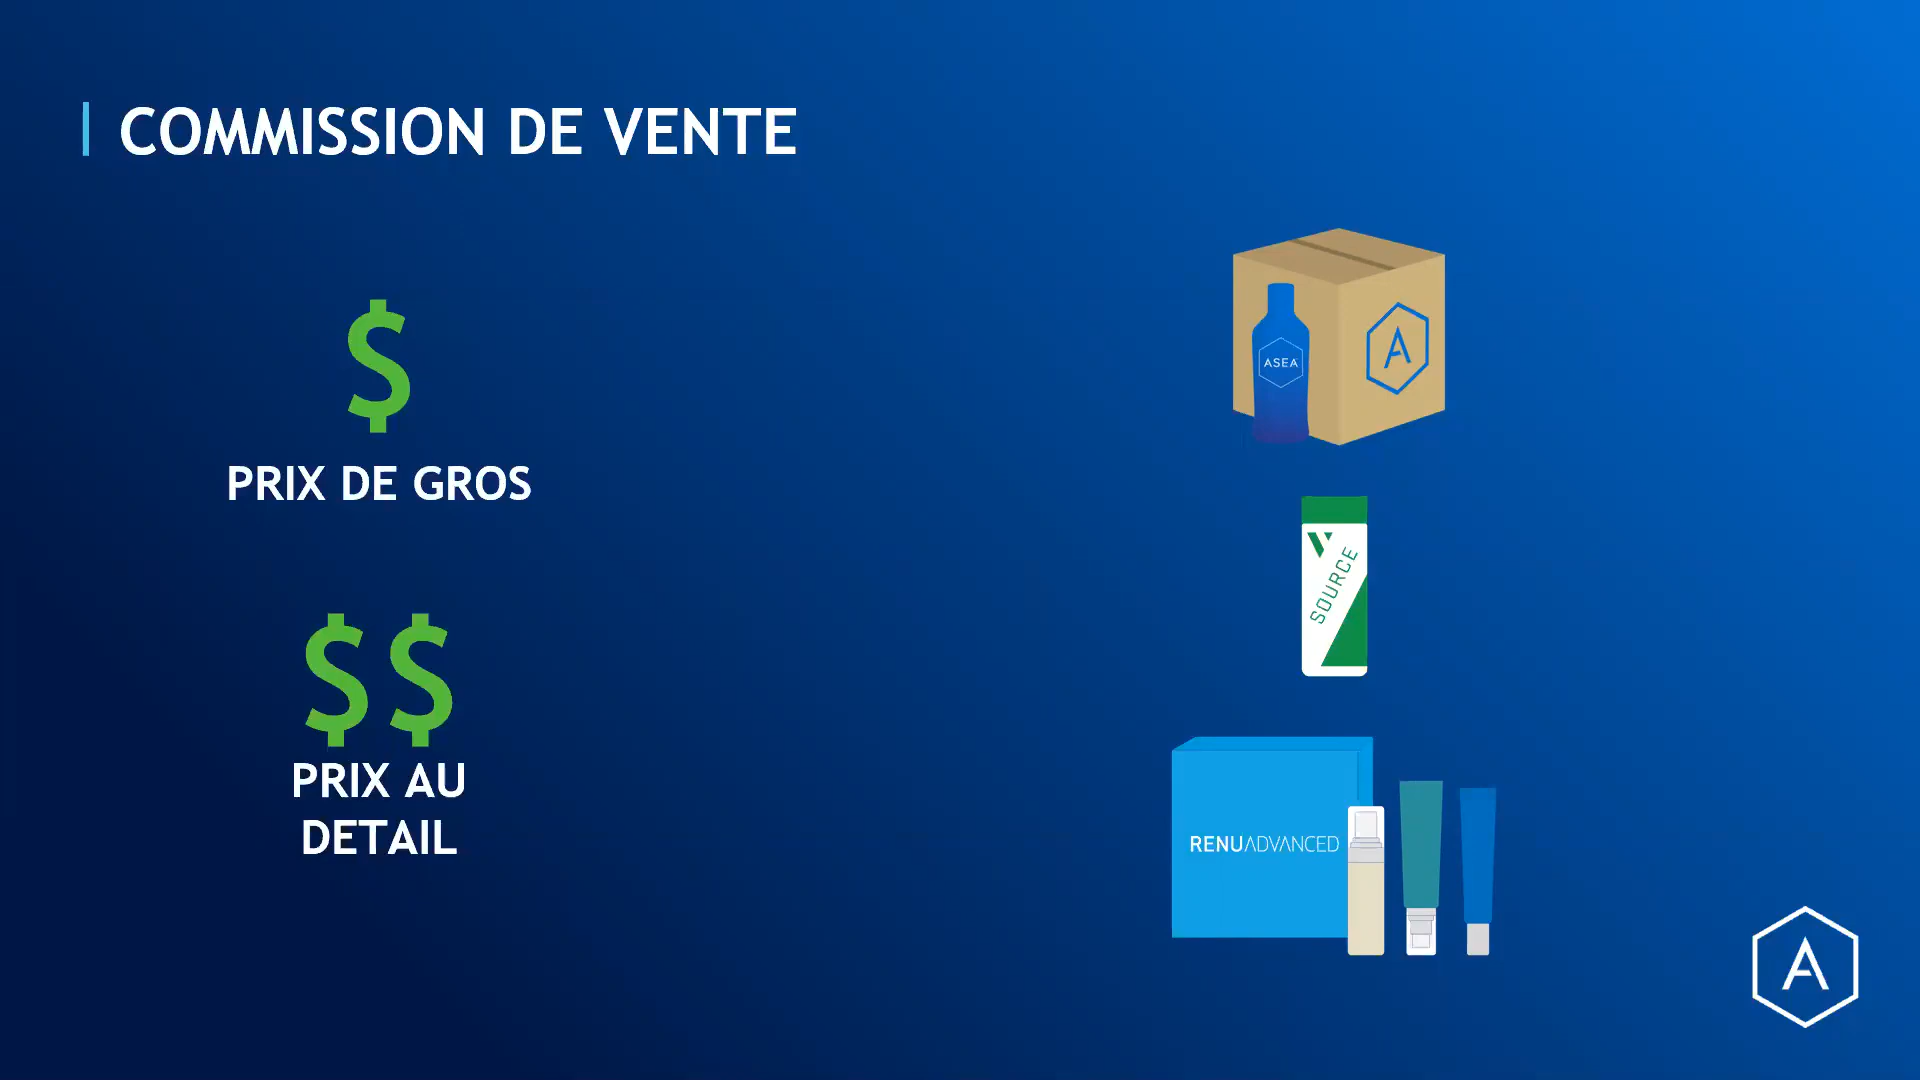 COMMISSION DE VENTE
$
PRIX DE GROS
$$
PRIX AU
DETAIL
ASEA
A
SOURCE
RENUADVANCED
A